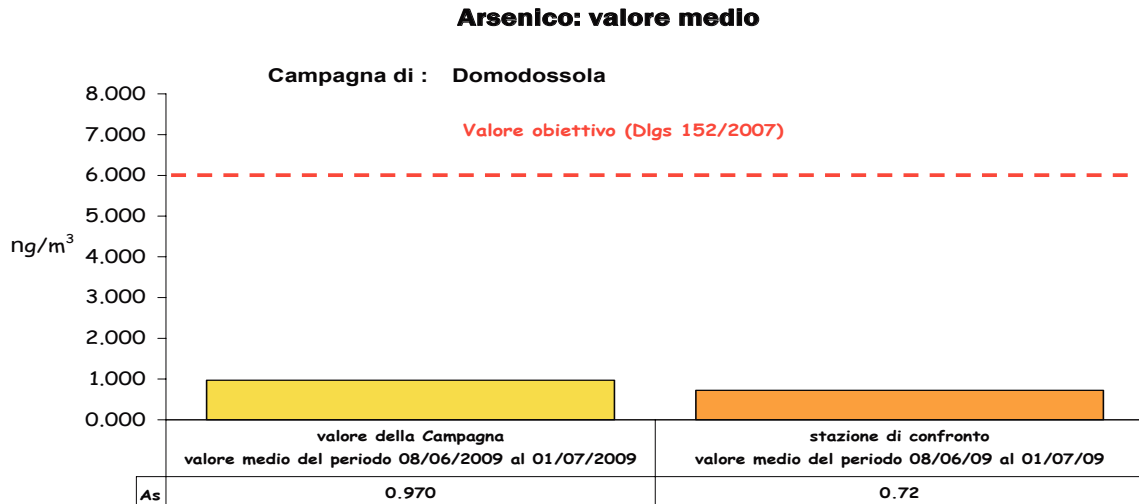 Arsenico: valore medio
Campagna di : Domodossola
8.000
7.000
Valore obiettivo (Dlgs 152/2007)
6.000
5.000
ng/m³
4.000
3.000
2.000
1.000
0.000
valore della Campagna
valore medio del periodo 08/06/2009 al 01/07/2009
stazione di confronto
valore medio del periodo 08/06/09 al 01/07/09
As 0.970 0.72